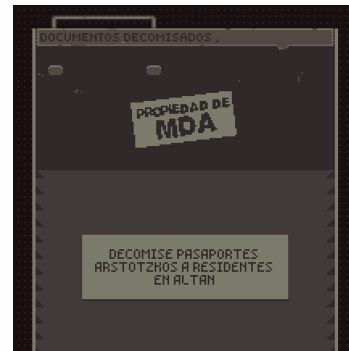 DOCUMENTOS DECOMISADOS,
PROPIEDAD DE
MDA
DECOMISE PASAPORTES
ARSTOTZKOS A RESIDENTES
EN ALTAN